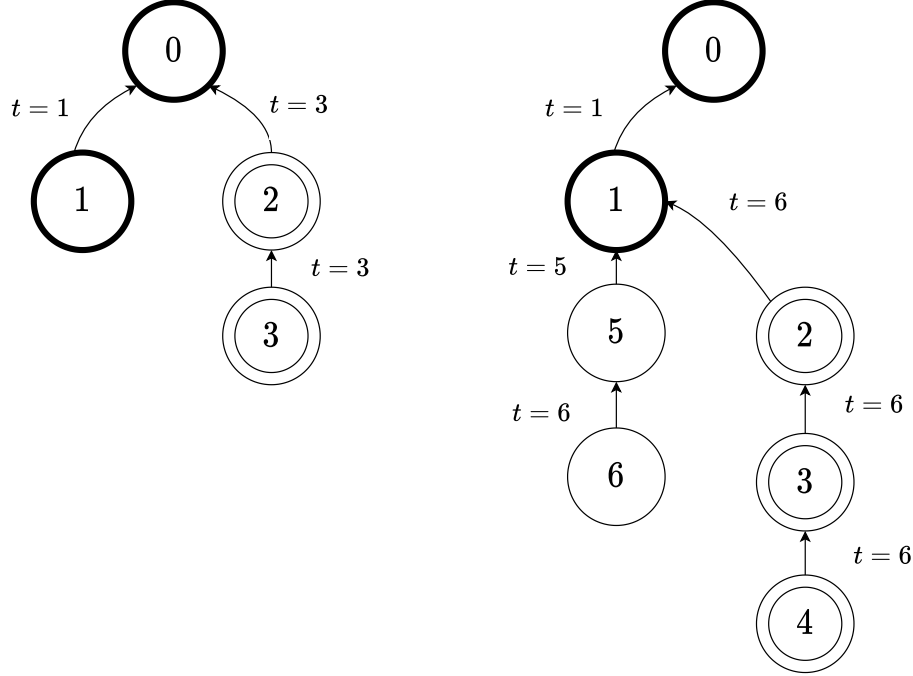 0
t = 1
t = 3
1
2
t = 3
3
0
t = 1
1
t = 6
t = 5
5
2
t = 6
t = 6
6
3
t = 6
4